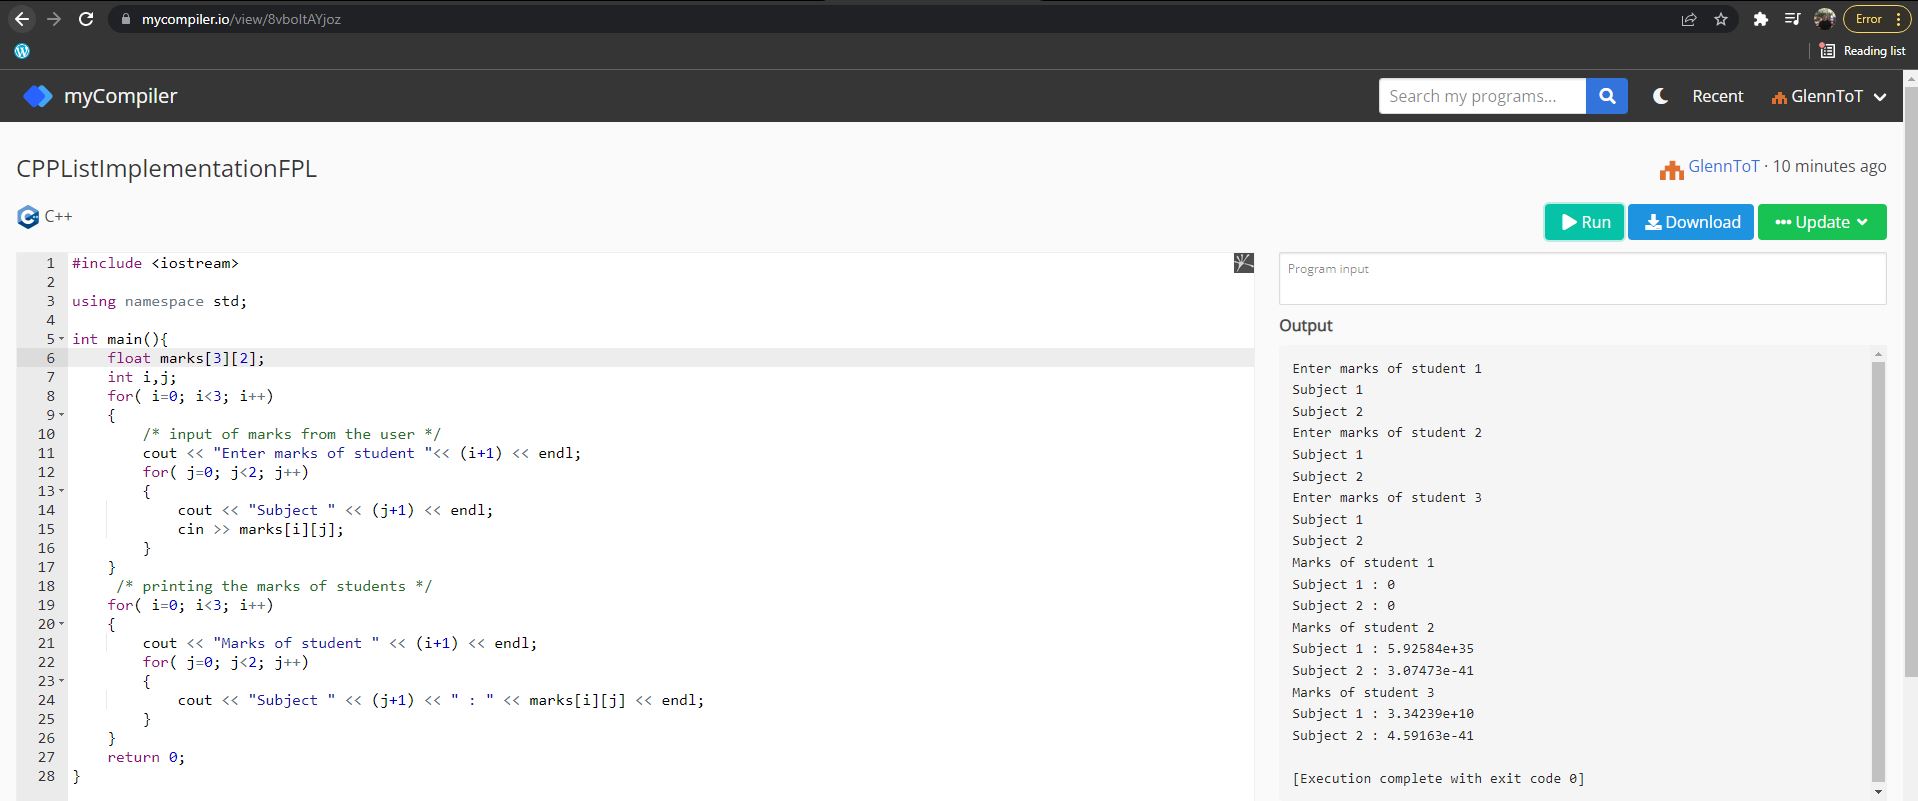 mycompiler.io/view/8vboItAYjoz
Error
Reading list
myCompiler
Search my programs...
Recent
GlennToT
CPPListImplementationFPL
GlennToT · 10 minutes ago
C++
Run
Download
Update
1 #include <iostream>
2
3 using namespace std;
4
5 int main(){
6     float marks[3][2];
7     int i,j;
8     for( i=0; i<3; i++)
9     {
10         /* input of marks from the user */
11         cout << "Enter marks of student "<< (i+1) << endl;
12         for( j=0; j<2; j++)
13         {
14             cout << "Subject " << (j+1) << endl;
15             cin >> marks[i][j];
16         }
17     }
18      /* printing the marks of students */
19     for( i=0; i<3; i++)
20     {
21         cout << "Marks of student " << (i+1) << endl;
22         for( j=0; j<2; j++)
23         {
24             cout << "Subject " << (j+1) << " : " << marks[i][j] << endl;
25         }
26     }
27     return 0;
28 }
Program input
Output
Enter marks of student 1
Subject 1
Subject 2
Enter marks of student 2
Subject 1
Subject 2
Enter marks of student 3
Subject 1
Subject 2
Marks of student 1
Subject 1 : 0
Subject 2 : 0
Marks of student 2
Subject 1 : 5.92584e+35
Subject 2 : 3.07473e-41
Marks of student 3
Subject 1 : 3.34239e+10
Subject 2 : 4.59163e-41
[Execution complete with exit code 0]